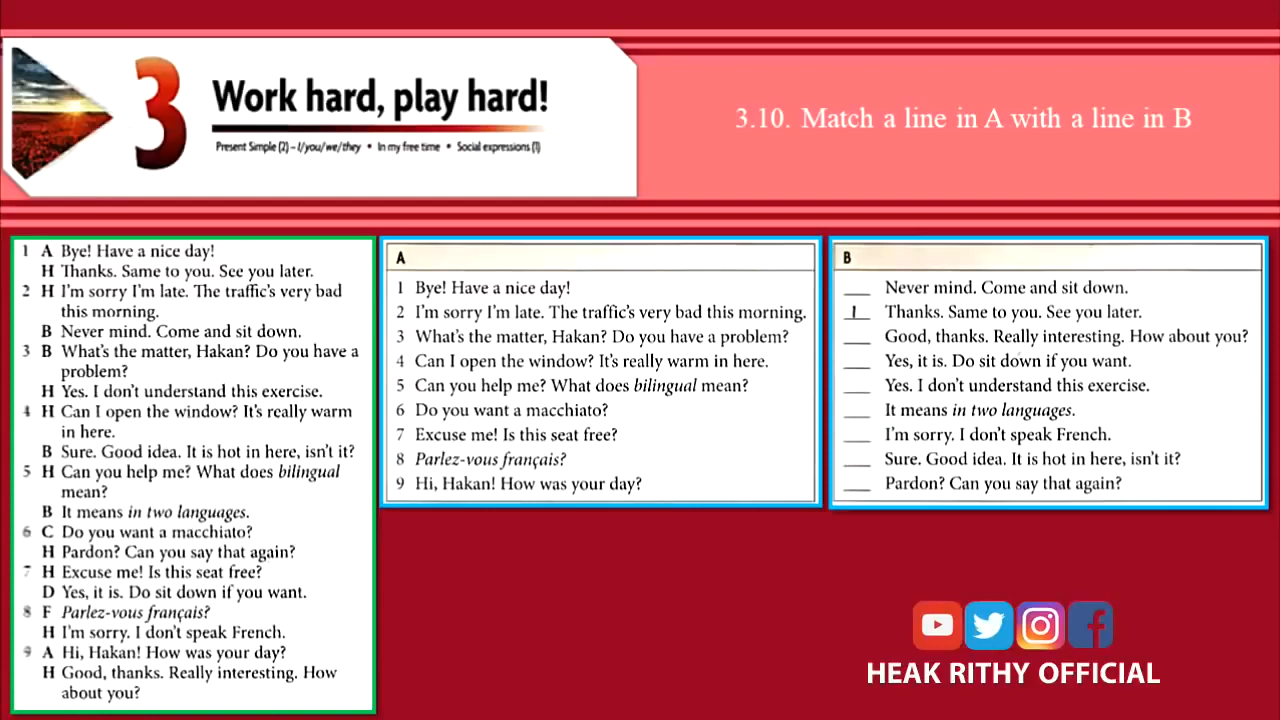 3 Work hard, play hard!
Present Simple (2) – I/you/we/they • In my free time • Social expressions (1)
3.10. Match a line in A with a line in B
1 A Bye! Have a nice day!
H Thanks. Same to you. See you later.
2 H I'm sorry I'm late. The traffic's very bad
this morning.
B Never mind. Come and sit down.
3 B What's the matter, Hakan? Do you have a
problem?
H Yes. I don't understand this exercise.
4 H Can I open the window? It's really warm
in here.
B Sure. Good idea. It is hot in here, isn't it?
5 H Can you help me? What does bilingual
mean?
B It means in two languages.
6 C Do you want a macchiato?
H Pardon? Can you say that again?
7 H Excuse me! Is this seat free?
D Yes, it is. Do sit down if you want.
8 F Parlez-vous français?
H I'm sorry. I don't speak French.
9 A Hi, Hakan! How was your day?
H Good, thanks. Really interesting. How
about you?
A
1 Bye! Have a nice day!
2 I'm sorry I'm late. The traffic's very bad this morning.
3 What's the matter, Hakan? Do you have a problem?
4 Can I open the window? It's really warm in here.
5 Can you help me? What does bilingual mean?
6 Do you want a macchiato?
7 Excuse me! Is this seat free?
8 Parlez-vous français?
9 Hi, Hakan! How was your day?
B
___ Never mind. Come and sit down.
1 Thanks. Same to you. See you later.
___ Good, thanks. Really interesting. How about you?
___ Yes, it is. Do sit down if you want.
___ Yes. I don't understand this exercise.
___ It means in two languages.
___ I'm sorry. I don't speak French.
___ Sure. Good idea. It is hot in here, isn't it?
___ Pardon? Can you say that again?
HEAK RITHY OFFICIAL